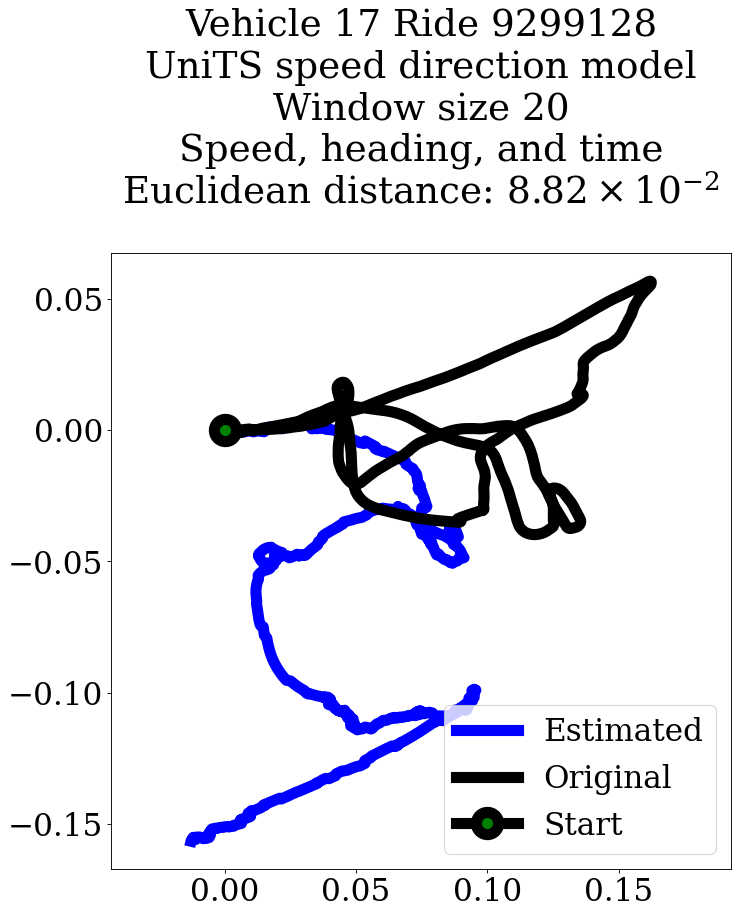 Vehicle 17 Ride 9299128
UniTS speed direction model
Window size 20
Speed, heading, and time
Euclidean distance: 8.82 × 10⁻²
0.05
0.00
−0.05
−0.10
−0.15
Estimated
Original
Start
0.00 0.05 0.10 0.15